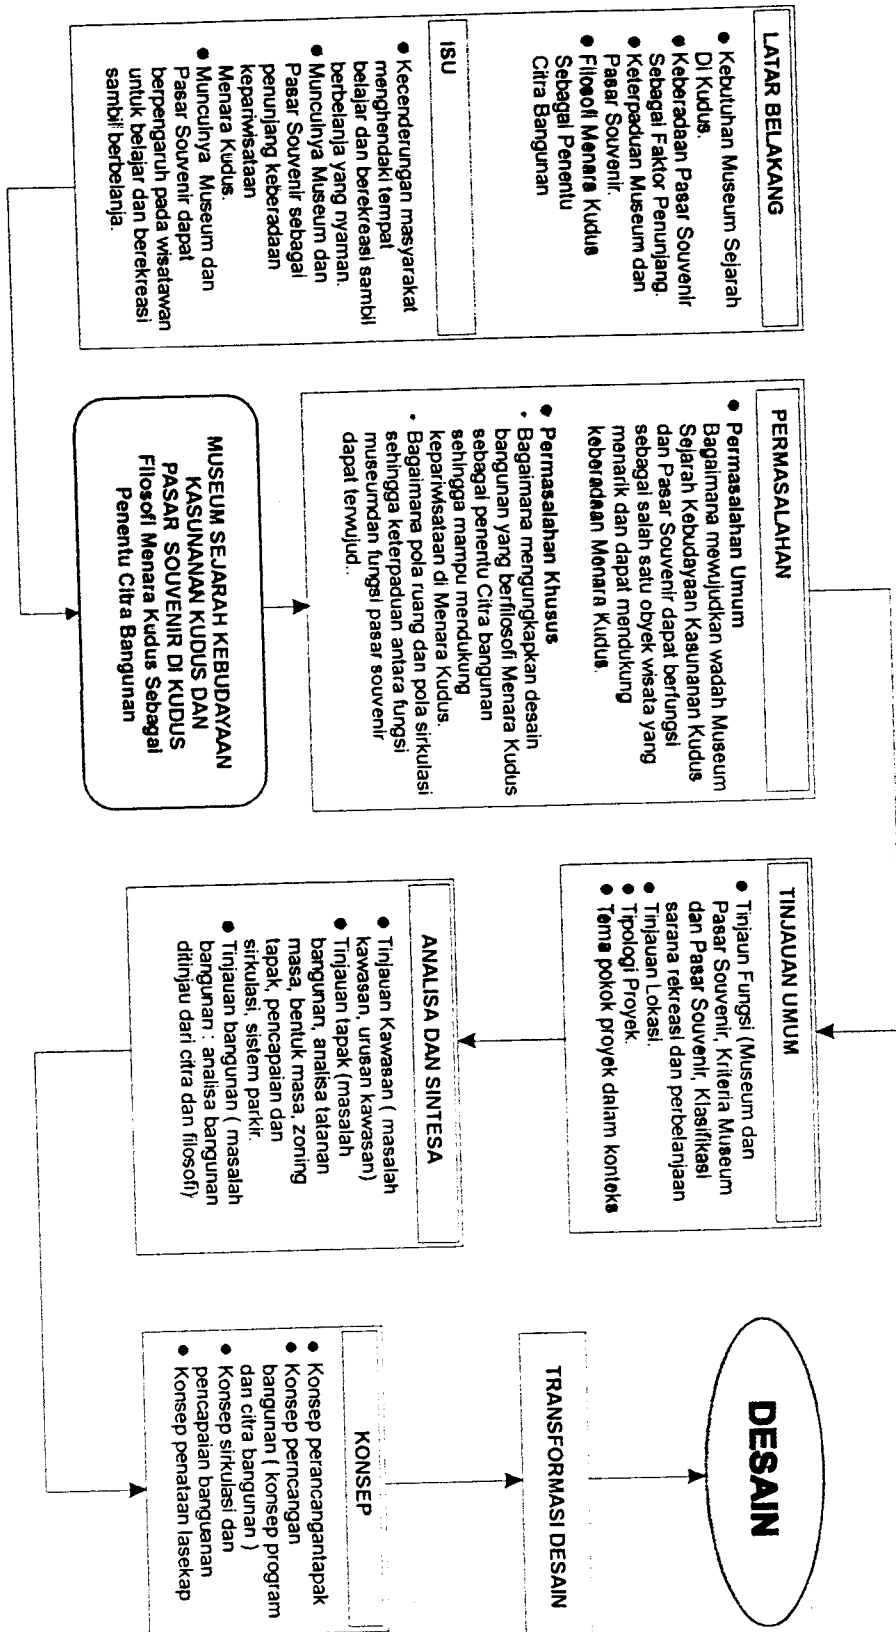 LATAR BELAKANG
● Kebutuhan Museum Sejarah
Di Kudus.
● Keberadaan Pasar Souvenir
Sebagai Faktor Penunjang.
● Keterpaduan Museum dan
Pasar Souvenir.
● Filosofi Menara Kudus
Sebagai Penentu
Citra Bangunan
ISU
● Kecenderungan masyarakat
menghendaki tempat
belajar dan berekreasi sambil
berbelanja yang nyaman.
● Munculnya Museum dan
Pasar Souvenir sebagai
penunjang keberadaan
kepariwisataan
Menara Kudus.
● Munculnya Museum dan
Pasar Souvenir dapat
berpengaruh pada wisatawan
untuk belajar dan berekreasi
sambil berbelanja.
MUSEUM SEJARAH KEBUDAYAAN
KASUNANAN KUDUS DAN
PASAR SOUVENIR DI KUDUS
Filosofi Menara Kudus Sebagai
Penentu Citra Bangunan
PERMASALAHAN
● Permasalahan Umum
Bagaimana mewujudkan wadah Museum
Sejarah Kebudayaan Kasunanan Kudus
dan Pasar Souvenir dapat berfungsi
sebagai salah satu obyek wisata yang
menarik dan dapat mendukung
keberadaan Menara Kudus.
● Permasalahan Khusus
• Bagaimana mengungkapkan desain
bangunan yang berfilosofi Menara Kudus
sebagai penentu Citra bangunan
sehingga mampu mendukung
kepariwisataan di Menara Kudus.
• Bagaimana pola ruang dan pola sirkulasi
sehingga keterpaduan antara fungsi
museumdan fungsi pasar souvenir
dapat terwujud..
TINJAUAN UMUM
● Tinjaun Fungsi (Museum dan
Pasar Souvenir, Kriteria Museum
dan Pasar Souvenir, Klasifikasi
sarana rekreasi dan perbelanjaan
● Tinjauan Lokasi.
● Tipologi Proyek.
● Tema pokok proyek dalam konteks
ANALISA DAN SINTESA
● Tinjauan Kawasan ( masalah
kawasan, urusan kawasan)
● Tinjauan tapak (masalah
bangunan, analisa tatanan
masa, bentuk masa, zoning
tapak, pencapaian dan
sirkulasi, sistem parkir.
● Tinjauan bangunan ( masalah
bangunan : analisa bangunan
ditinjau dari citra dan filosofi)
KONSEP
● Konsep perancangantapak
● Konsep perncangan
bangunan ( konsep program
dan citra bangunan )
● Konsep sirkulasi dan
pencapaian banguanan
● Konsep penataan lasekap
TRANSFORMASI DESAIN
DESAIN